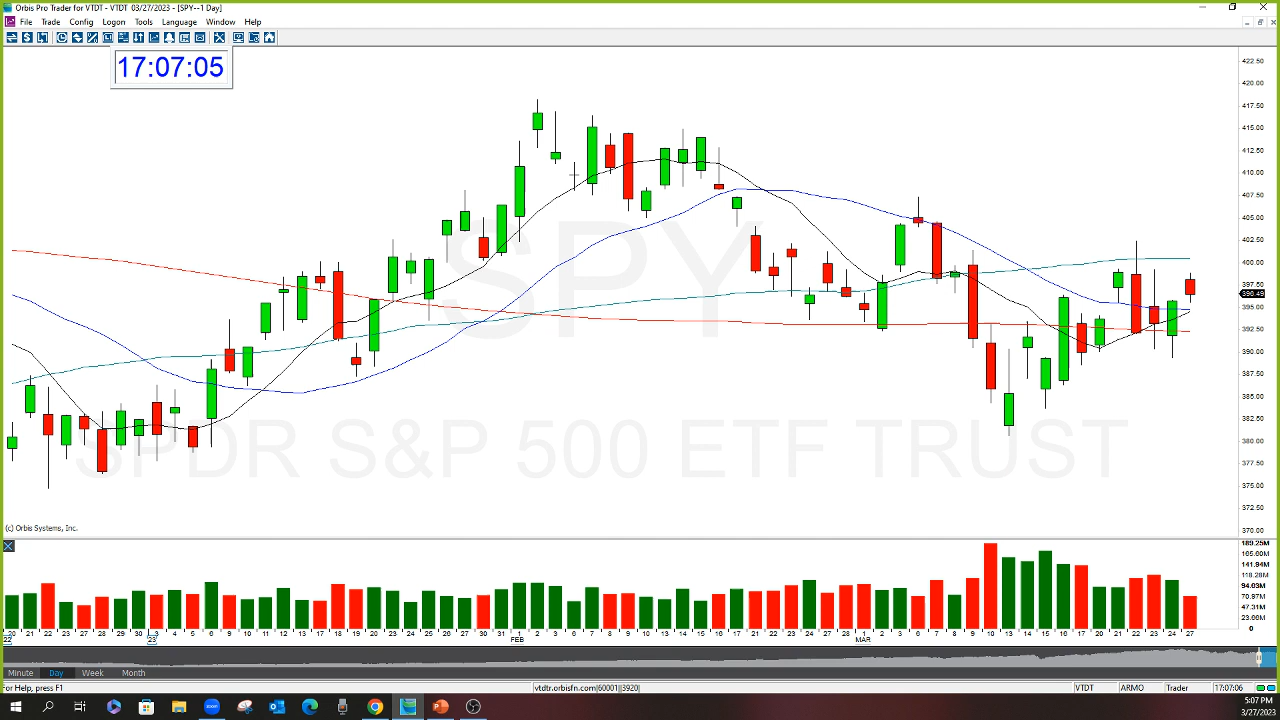 Orbis Pro Trader for VTDT - VTDT 03/27/2023 - [SPY--1 Day]
File Trade Config Logon Tools Language Window Help
17:07:05
SPY
SPDR S&P 500 ETF TRUST
422.50
420.00
417.50
415.00
412.50
410.00
407.50
405.00
402.50
400.00
397.50
396.49
395.00
392.50
390.00
387.50
385.00
382.50
380.00
377.50
375.00
372.50
370.00
(c) Orbis Systems, Inc.
189.25M
165.60M
141.94M
118.28M
94.03M
70.97M
47.31M
23.00M
0
20 21 22 23 27 28 29 30 3 4 5 6 9 10 11 12 13 17 18 19 20 23 24 25 26 27 30 31 1 2 3 6 7 8 9 10 13 14 15 16 17 21 22 23 24 27 28 1 2 3 6 7 8 9 10 13 14 15 16 17 20 21 22 23 24 27
22 23 FEB MAR
Minute Day Week Month
For Help, press F1 vtdtr.orbisfn.com|60001||3920| VTDT ARMO Trader 17:07:06
zoom
5:07 PM
3/27/2023